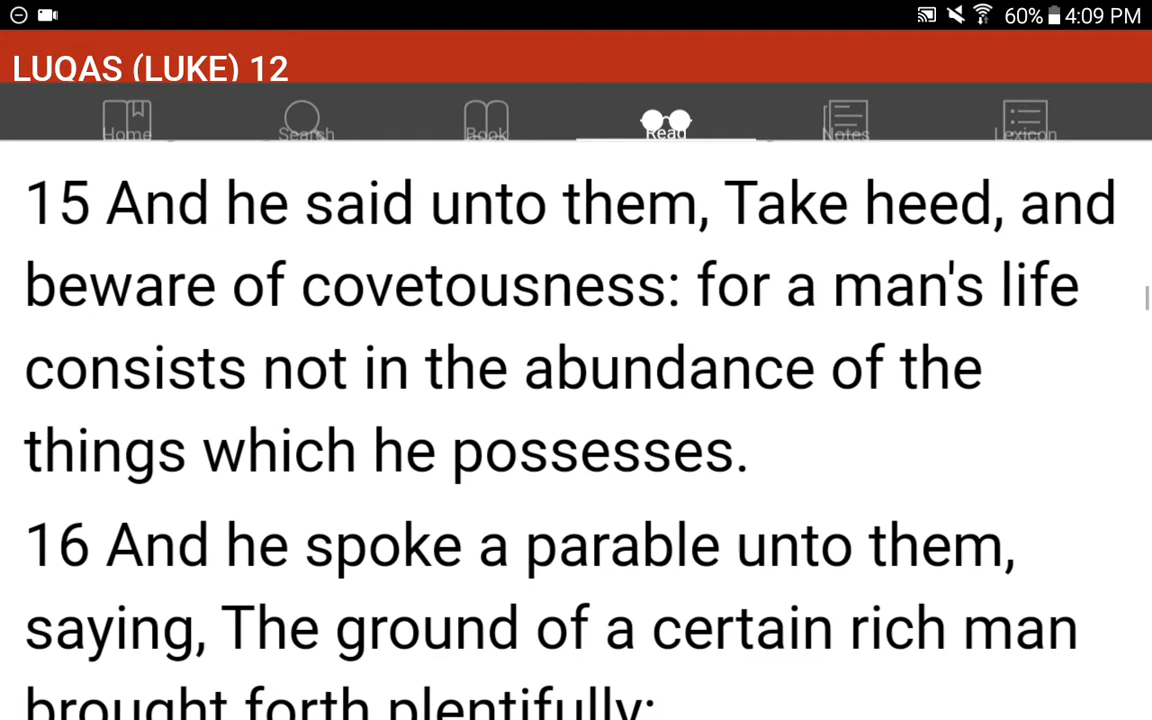 60% 4:09 PM
LUQAS (LUKE) 12
Home Search Book Read Notes Lexicon
15 And he said unto them, Take heed, and
beware of covetousness: for a man's life
consists not in the abundance of the
things which he possesses.
16 And he spoke a parable unto them,
saying, The ground of a certain rich man
brought forth plentifully: